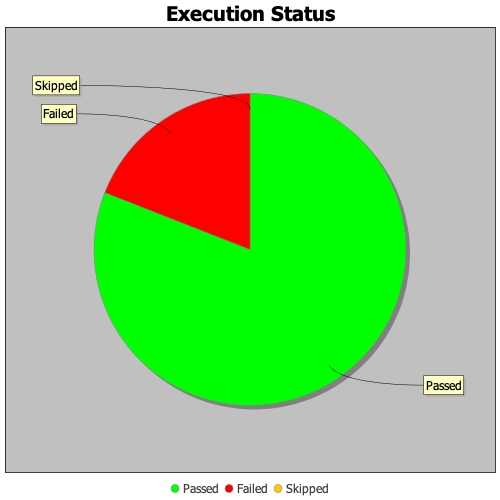 Execution Status
Skipped
Failed
Passed
Passed Failed Skipped